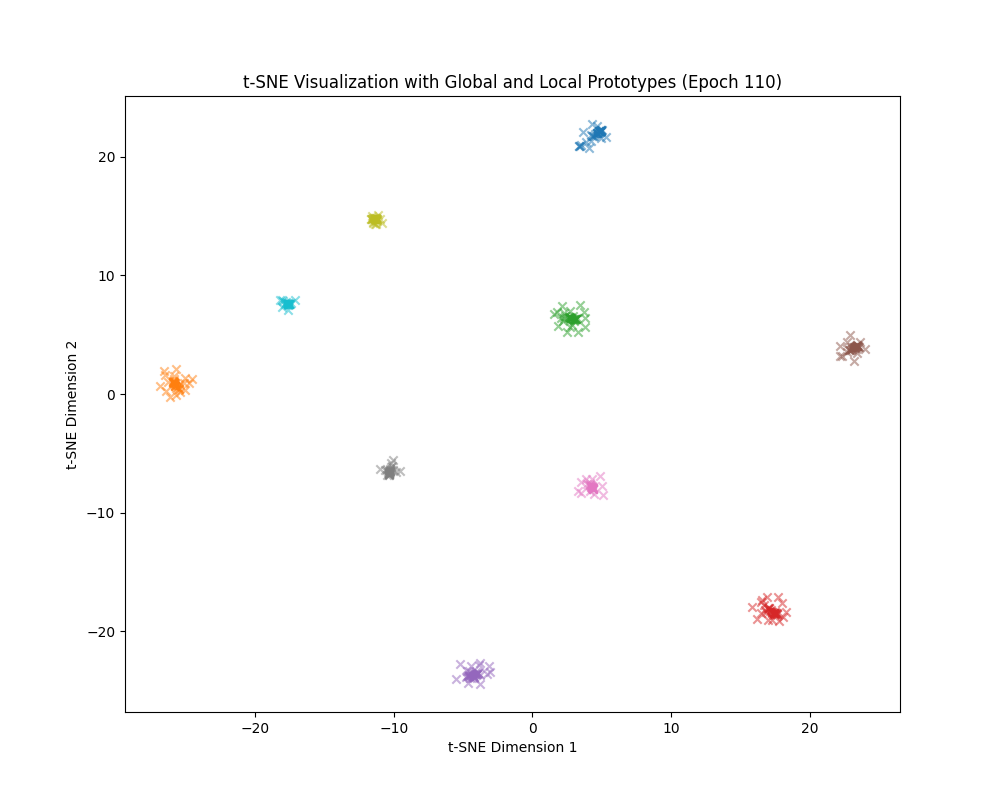 t-SNE Visualization with Global and Local Prototypes (Epoch 110)
t-SNE Dimension 2
20
10
0
−10
−20
−20 −10 0 10 20
t-SNE Dimension 1